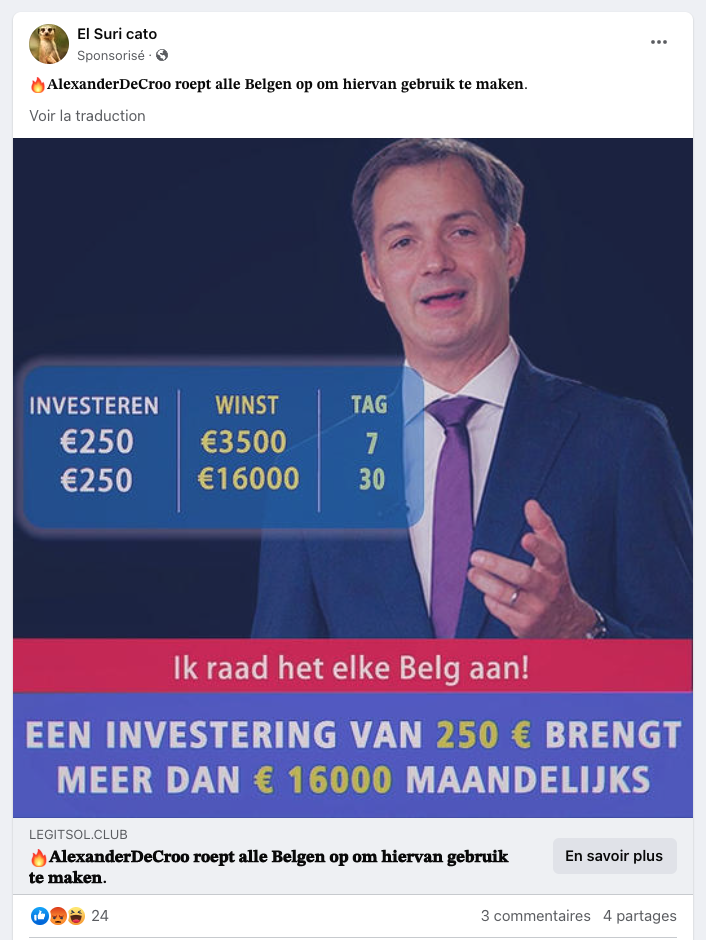 El Suri cato
Sponsorisé ·
🔥AlexanderDeCroo roept alle Belgen op om hiervan gebruik te maken.
Voir la traduction
INVESTEREN WINST TAG
€250 €3500 7
€250 €16000 30
Ik raad het elke Belg aan!
EEN INVESTERING VAN 250 € BRENGT
MEER DAN € 16000 MAANDELIJKS
LEGITSOL.CLUB
🔥AlexanderDeCroo roept alle Belgen op om hiervan gebruik
te maken.
En savoir plus
24 3 commentaires 4 partages